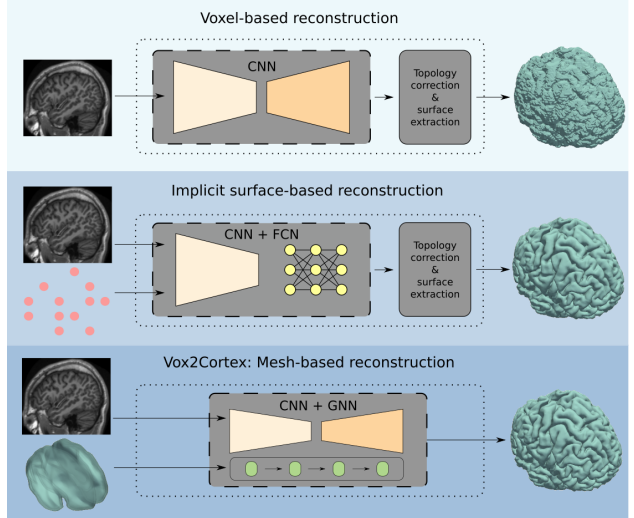 Voxel-based reconstruction
CNN
Topology
correction
&
surface
extraction
Implicit surface-based reconstruction
CNN + FCN
Topology
correction
&
surface
extraction
Vox2Cortex: Mesh-based reconstruction
CNN + GNN